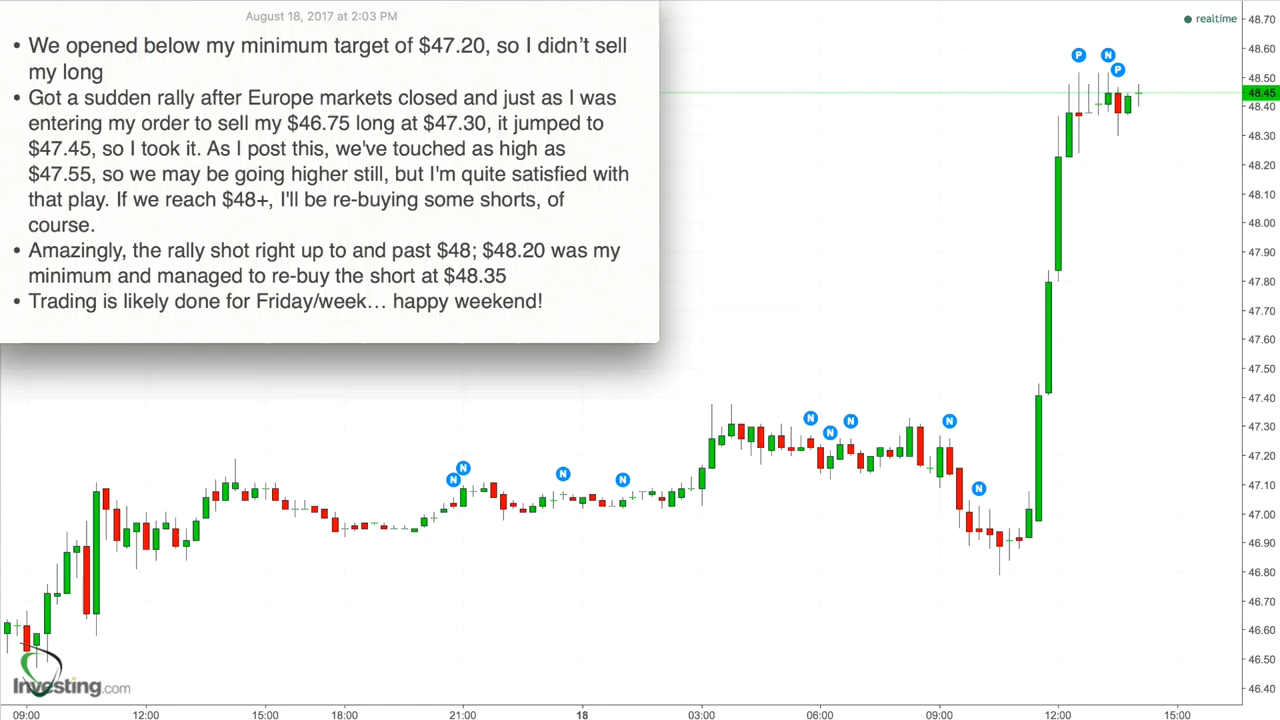 August 18, 2017 at 2:03 PM
• We opened below my minimum target of $47.20, so I didn’t sell
my long
• Got a sudden rally after Europe markets closed and just as I was
entering my order to sell my $46.75 long at $47.30, it jumped to
$47.45, so I took it. As I post this, we've touched as high as
$47.55, so we may be going higher still, but I'm quite satisfied with
that play. If we reach $48+, I'll be re-buying some shorts, of
course.
• Amazingly, the rally shot right up to and past $48; $48.20 was my
minimum and managed to re-buy the short at $48.35
• Trading is likely done for Friday/week… happy weekend!
realtime
48.70
48.60
48.50
48.45
48.40
48.30
48.20
48.10
48.00
47.90
47.80
47.70
47.60
47.50
47.40
47.30
47.20
47.10
47.00
46.90
46.80
46.70
46.60
46.50
46.40
P N
P
N N N
N
N
N
N
N
N
N
Investing.com
09:00 12:00 15:00 18:00 21:00 18 03:00 06:00 09:00 12:00 15:00